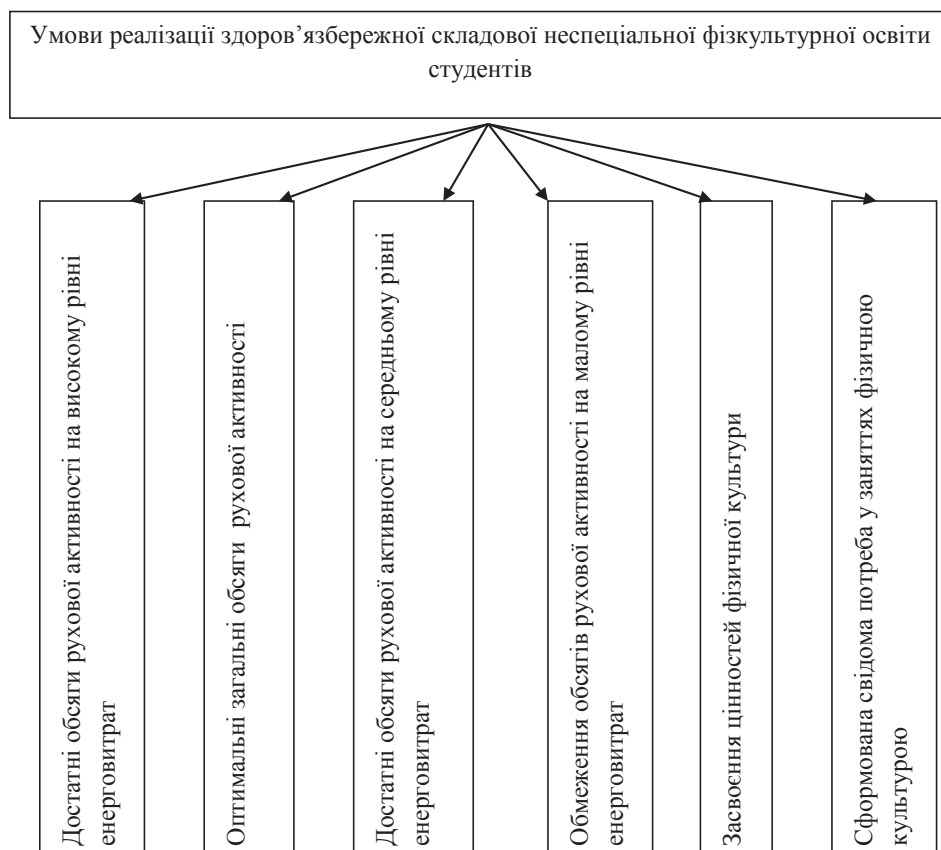 Умови реалізації здоров’язбережної складової неспеціальної фізкультурної освіти
студентів
Достатні обсяги рухової активності на високому рівні
енерговитрат
Оптимальні загальні обсяги рухової активності
Достатні обсяги рухової активності на середньому рівні
енерговитрат
Обмеження обсягів рухової активності на малому рівні
енерговитрат
Засвоєння цінностей фізичної культури
Сформована свідома потреба у заняттях фізичною
культурою